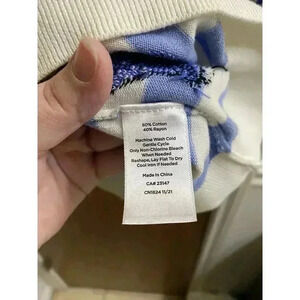 60% Cotton
40% Rayon
Machine Wash Cold
Gentle Cycle
Only Non-Chlorine Bleach
When Needed
Reshape, Lay Flat To Dry
Cool Iron If Needed
Made In China
CA# 23147
CN1824 11/21